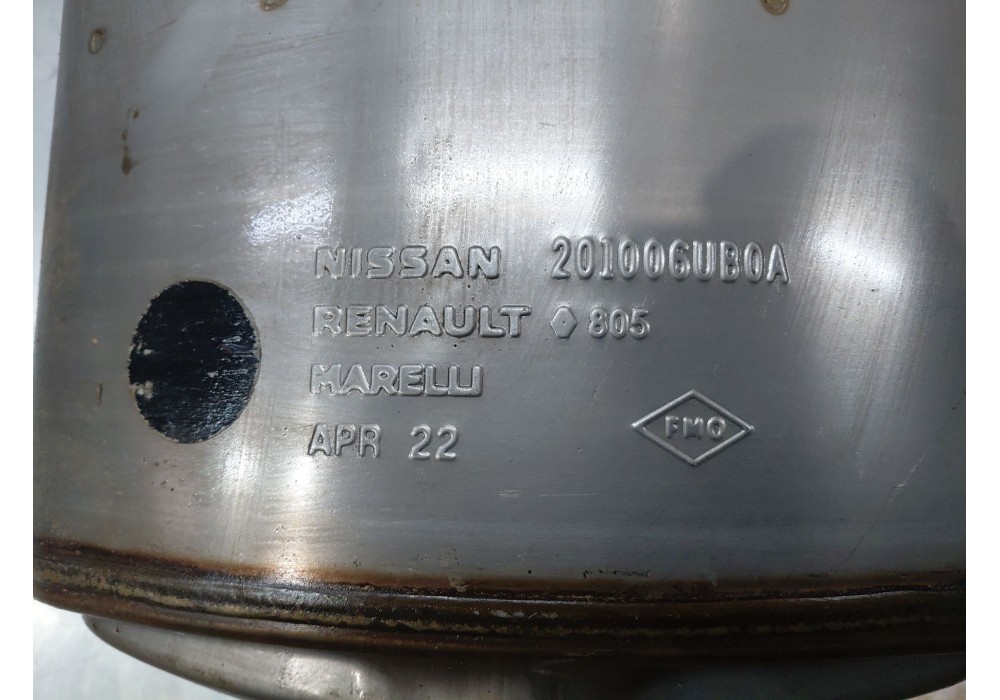 NISSAN 201006UB0A
RENAULT 805
MARELLI
APR 22
FMO